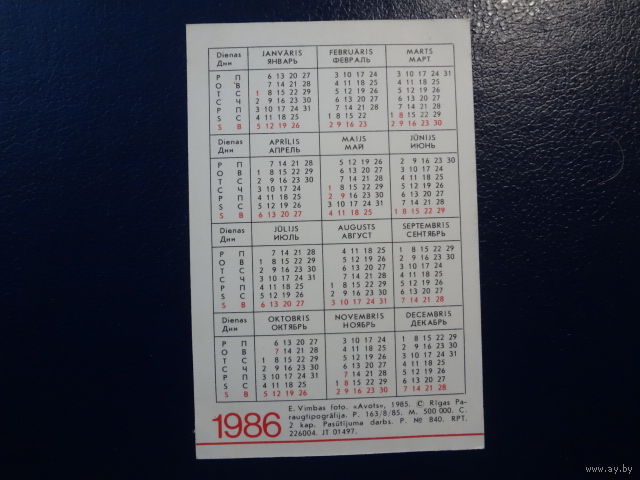 Dienas JANVĀRIS FEBRUĀRIS MARTS
Дни ЯНВАРЬ ФЕВРАЛЬ МАРТ
P П 6 13 20 27 3 10 17 24 3 10 17 24 31
O В 7 14 21 28 4 11 18 25 4 11 18 25
T С 1 8 15 22 29 5 12 19 26 5 12 19 26
C Ч 2 9 16 23 30 6 13 20 27 6 13 20 27
P П 3 10 17 24 31 7 14 21 28 7 14 21 28
S С 4 11 18 25 1 8 15 22 1 8 15 22 29
S В 5 12 19 26 2 9 16 23 2 9 16 23 30
Dienas APRĪLIS MAIJS JŪNIJS
Дни АПРЕЛЬ МАЙ ИЮНЬ
P П 7 14 21 28 5 12 19 26 2 9 16 23 30
O В 1 8 15 22 29 6 13 20 27 3 10 17 24
T С 2 9 16 23 30 7 14 21 28 4 11 18 25
C Ч 3 10 17 24 1 8 15 22 29 5 12 19 26
P П 4 11 18 25 2 9 16 23 30 6 13 20 27
S С 5 12 19 26 3 10 17 24 31 7 14 21 28
S В 6 13 20 27 4 11 18 25 1 8 15 22 29
Dienas JŪLIJS AUGUSTS SEPTEMBRIS
Дни ИЮЛЬ АВГУСТ СЕНТЯБРЬ
P П 7 14 21 28 4 11 18 25 1 8 15 22 29
O В 1 8 15 22 29 5 12 19 26 2 9 16 23 30
T С 2 9 16 23 30 6 13 20 27 3 10 17 24
C Ч 3 10 17 24 31 7 14 21 28 4 11 18 25
P П 4 11 18 25 1 8 15 22 29 5 12 19 26
S С 5 12 19 26 2 9 16 23 30 6 13 20 27
S В 6 13 20 27 3 10 17 24 31 7 14 21 28
Dienas OKTOBRIS NOVEMBRIS DECEMBRIS
Дни ОКТЯБРЬ НОЯБРЬ ДЕКАБРЬ
P П 6 13 20 27 3 10 17 24 1 8 15 22 29
O В 7 14 21 28 4 11 18 25 2 9 16 23 30
T С 1 8 15 22 29 5 12 19 26 3 10 17 24 31
C Ч 2 9 16 23 30 6 13 20 27 4 11 18 25
P П 3 10 17 24 31 7 14 21 28 5 12 19 26
S С 4 11 18 25 1 8 15 22 29 6 13 20 27
S В 5 12 19 26 2 9 16 23 30 7 14 21 28
1986
E. Vimbas foto. «Avots», 1985. © Rīgas Pa-
raugtipogrāfija. P. 163/8/85. M. 500 000. C.
2 kap. Pasūtījuma darbs. P. № 840. RPT.
226004. JT 01497.
www.ay.by